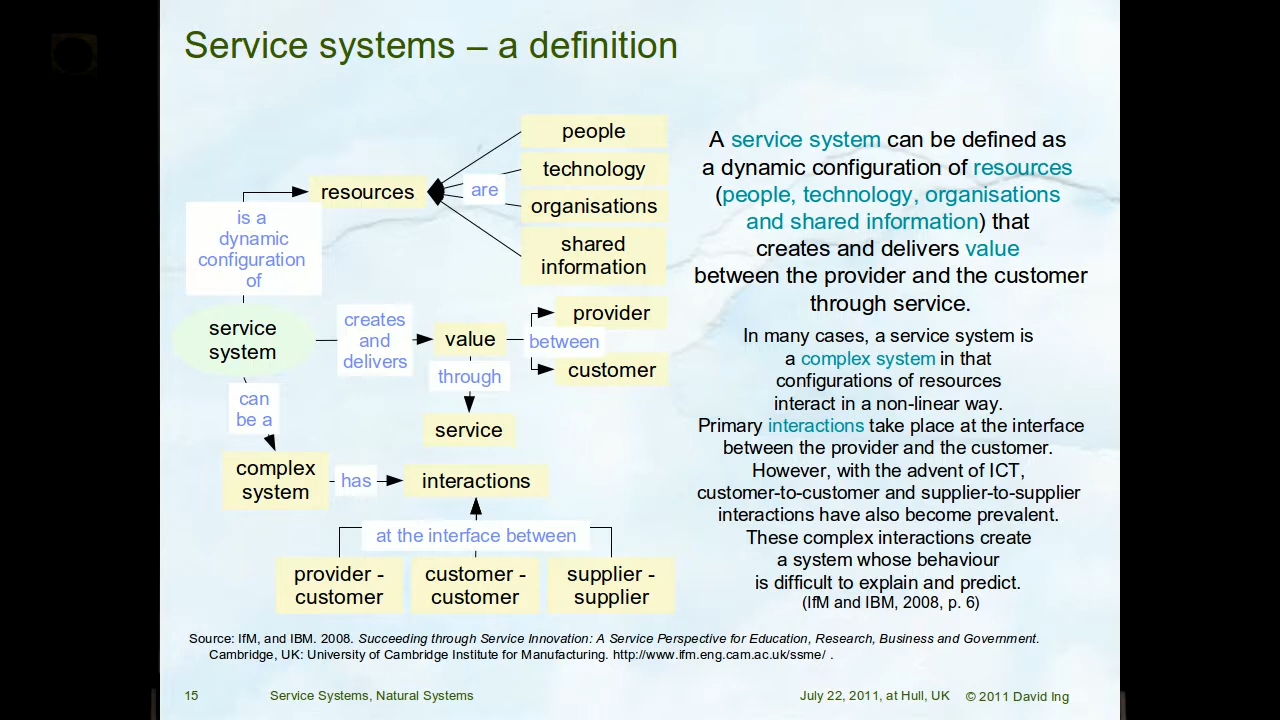 Service systems – a definition
people
technology
resources
are
organisations
is a
dynamic
configuration
of
shared
information
provider
service
system
creates
and
delivers
value
between
customer
through
can
be a
service
complex
system
has
interactions
at the interface between
provider -
customer
customer -
customer
supplier -
supplier
A service system can be defined as
a dynamic configuration of resources
(people, technology, organisations
and shared information) that
creates and delivers value
between the provider and the customer
through service.
In many cases, a service system is
a complex system in that
configurations of resources
interact in a non-linear way.
Primary interactions take place at the interface
between the provider and the customer.
However, with the advent of ICT,
customer-to-customer and supplier-to-supplier
interactions have also become prevalent.
These complex interactions create
a system whose behaviour
is difficult to explain and predict.
(IfM and IBM, 2008, p. 6)
Source: IfM, and IBM. 2008. Succeeding through Service Innovation: A Service Perspective for Education, Research, Business and Government.
Cambridge, UK: University of Cambridge Institute for Manufacturing. http://www.ifm.eng.cam.ac.uk/ssme/ .
15 Service Systems, Natural Systems July 22, 2011, at Hull, UK © 2011 David Ing